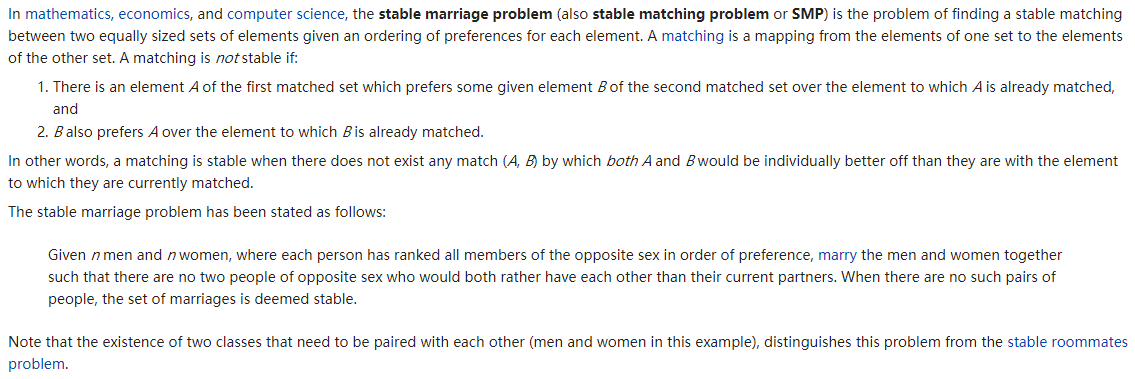 In mathematics, economics, and computer science, the stable marriage problem (also stable matching problem or SMP) is the problem of finding a stable matching
between two equally sized sets of elements given an ordering of preferences for each element. A matching is a mapping from the elements of one set to the elements
of the other set. A matching is not stable if:
1. There is an element A of the first matched set which prefers some given element B of the second matched set over the element to which A is already matched,
and
2. B also prefers A over the element to which B is already matched.
In other words, a matching is stable when there does not exist any match (A, B) by which both A and B would be individually better off than they are with the element
to which they are currently matched.
The stable marriage problem has been stated as follows:
Given n men and n women, where each person has ranked all members of the opposite sex in order of preference, marry the men and women together
such that there are no two people of opposite sex who would both rather have each other than their current partners. When there are no such pairs of
people, the set of marriages is deemed stable.
Note that the existence of two classes that need to be paired with each other (men and women in this example), distinguishes this problem from the stable roommates
problem.